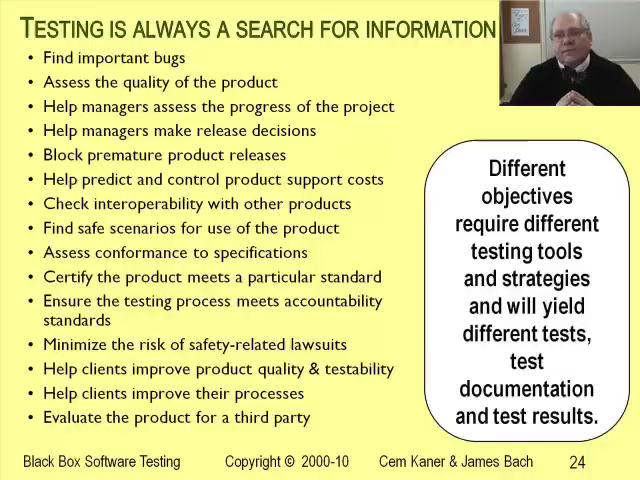 TESTING IS ALWAYS A SEARCH FOR INFORMATION
• Find important bugs
• Assess the quality of the product
• Help managers assess the progress of the project
• Help managers make release decisions
• Block premature product releases
• Help predict and control product support costs
• Check interoperability with other products
• Find safe scenarios for use of the product
• Assess conformance to specifications
• Certify the product meets a particular standard
• Ensure the testing process meets accountability
standards
• Minimize the risk of safety-related lawsuits
• Help clients improve product quality & testability
• Help clients improve their processes
• Evaluate the product for a third party
Different
objectives
require different
testing tools
and strategies
and will yield
different tests,
test
documentation
and test results.
Black Box Software Testing Copyright © 2000-10 Cem Kaner & James Bach 24